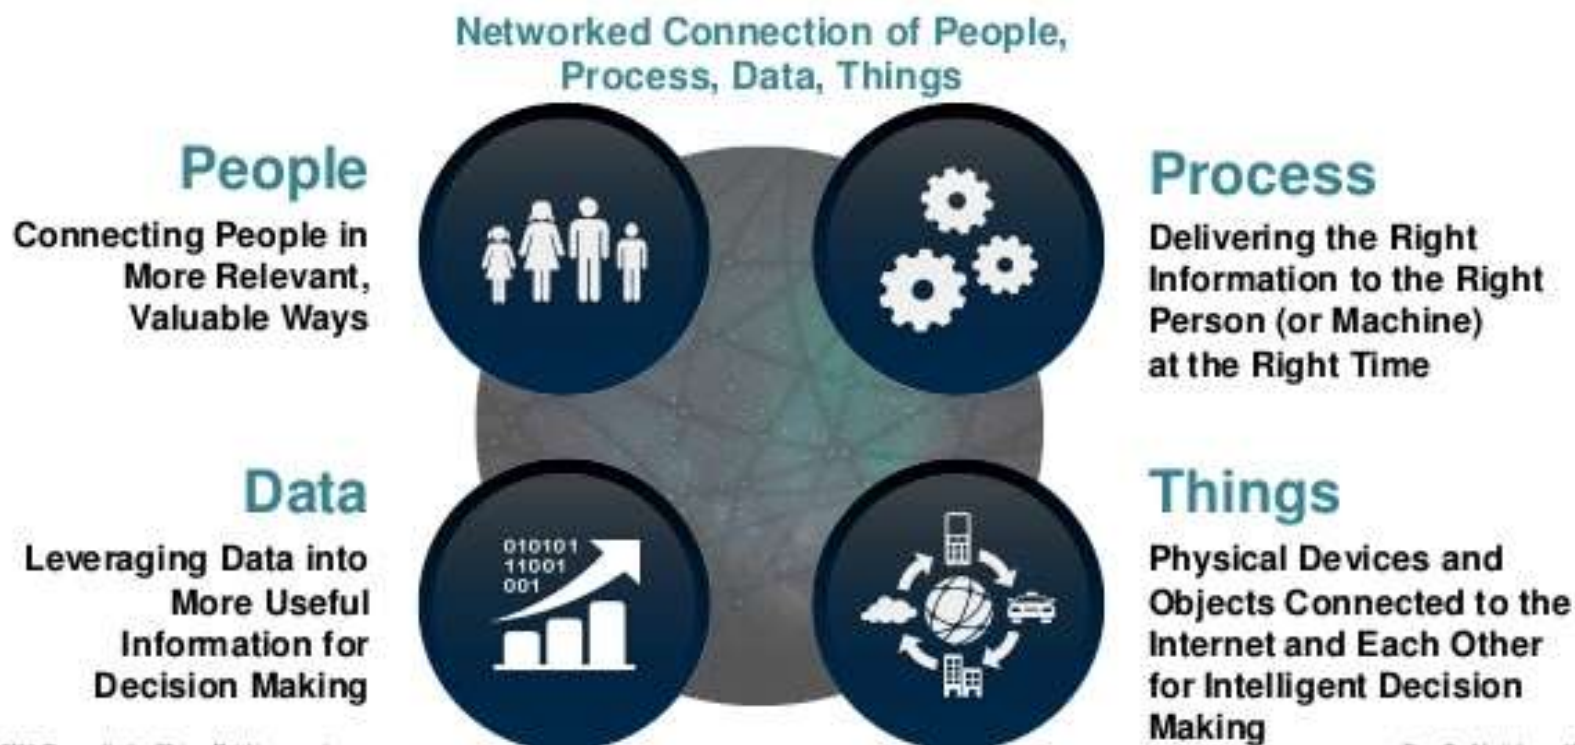 Networked Connection of People,
Process, Data, Things
People
Connecting People in
More Relevant,
Valuable Ways
Process
Delivering the Right
Information to the Right
Person (or Machine)
at the Right Time
Data
Leveraging Data into
More Useful
Information for
Decision Making
010101
11001
001
Things
Physical Devices and
Objects Connected to the
Internet and Each Other
for Intelligent Decision
Making